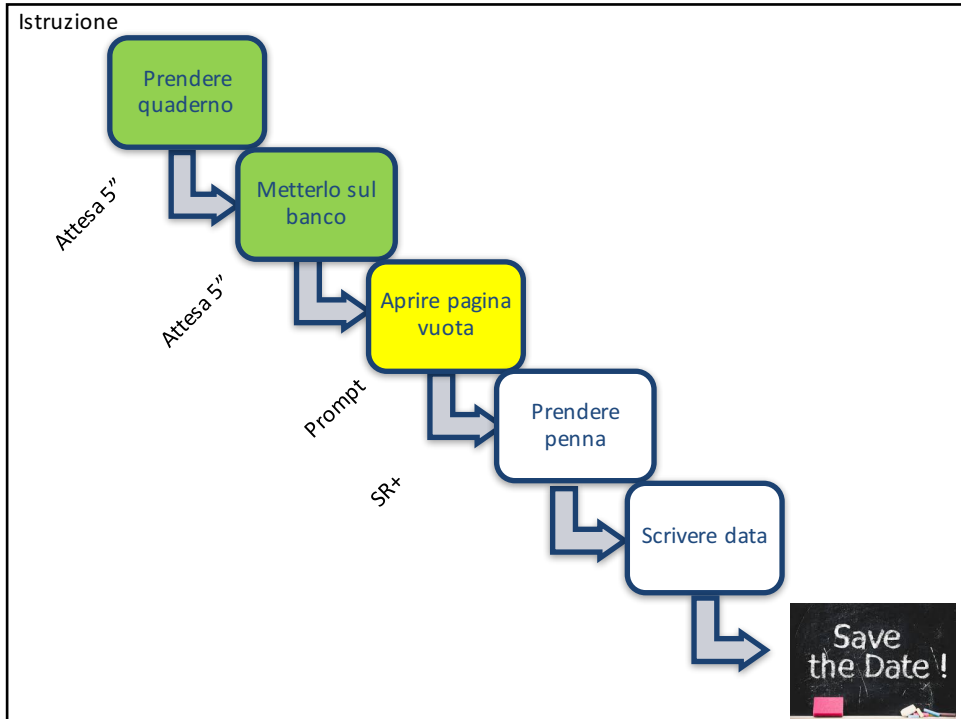 Istruzione
Prendere
quaderno
Attesa 5”
Metterlo sul
banco
Attesa 5”
Aprire pagina
vuota
Prompt
Prendere
penna
SR+
Scrivere data
Save
the Date !